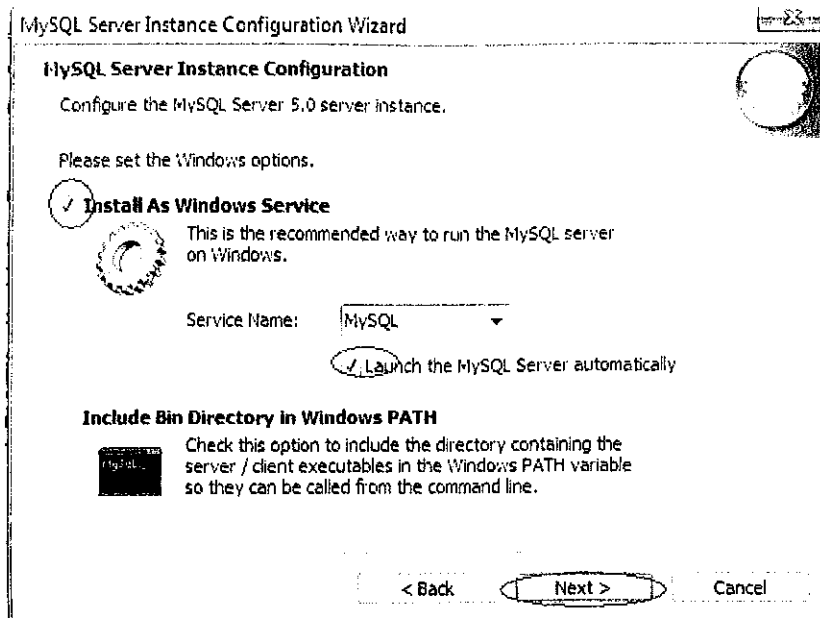 MySQL Server Instance Configuration Wizard
MySQL Server Instance Configuration
Configure the MySQL Server 5.0 server instance.
Please set the Windows options.
✓ Install As Windows Service
This is the recommended way to run the MySQL server
on Windows.
Service Name: MySQL
✓ Launch the MySQL Server automatically
Include Bin Directory in Windows PATH
Check this option to include the directory containing the
server / client executables in the Windows PATH variable
so they can be called from the command line.
MySQL
< Back Next > Cancel